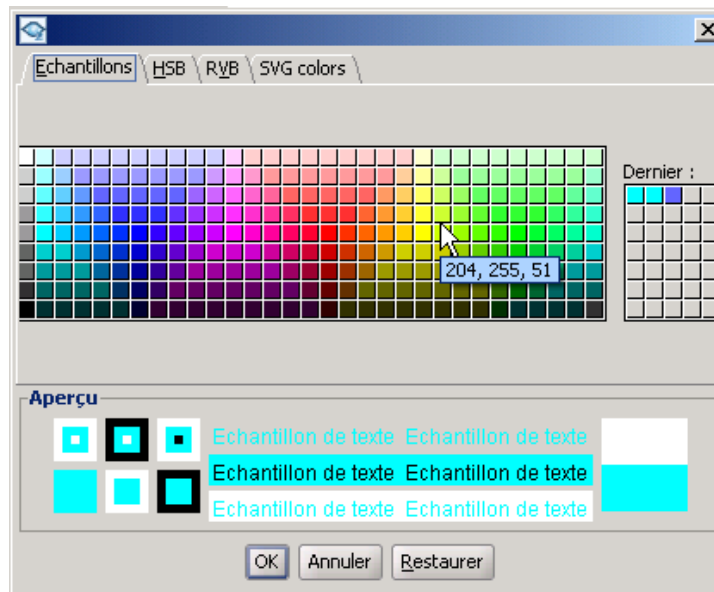 Echantillons HSB RVB SVG colors
Dernier :
204, 255, 51
Aperçu
Echantillon de texte Echantillon de texte
Echantillon de texte Echantillon de texte
Echantillon de texte Echantillon de texte
OK Annuler Restaurer